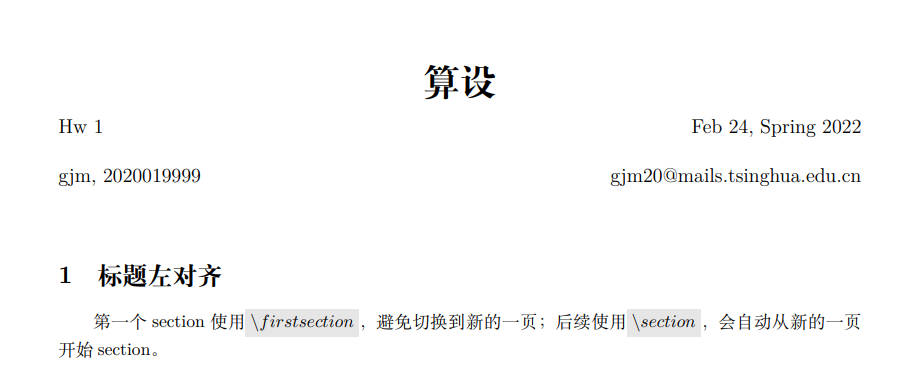 算设
Hw 1 Feb 24, Spring 2022
gjm, 2020019999 gjm20@mails.tsinghua.edu.cn
1 标题左对齐
第一个 section 使用 \firstsection ，避免切换到新的一页；后续使用 \section ，会自动从新的一页
开始 section。